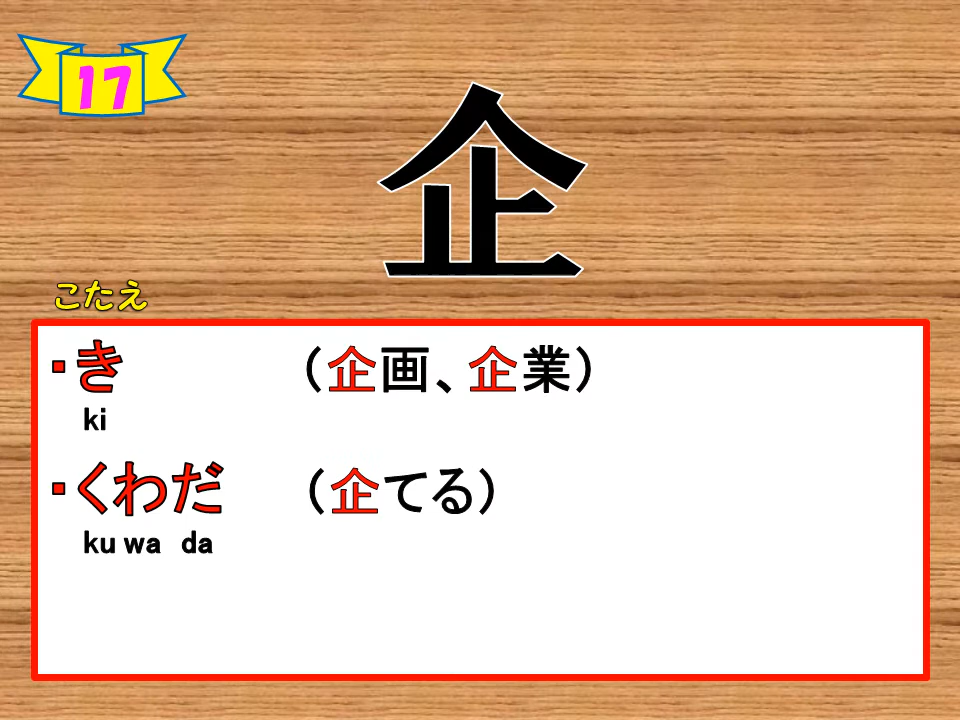 17
企
こたえ
・き （企画、企業）
ki
・くわだ （企てる）
ku wa da